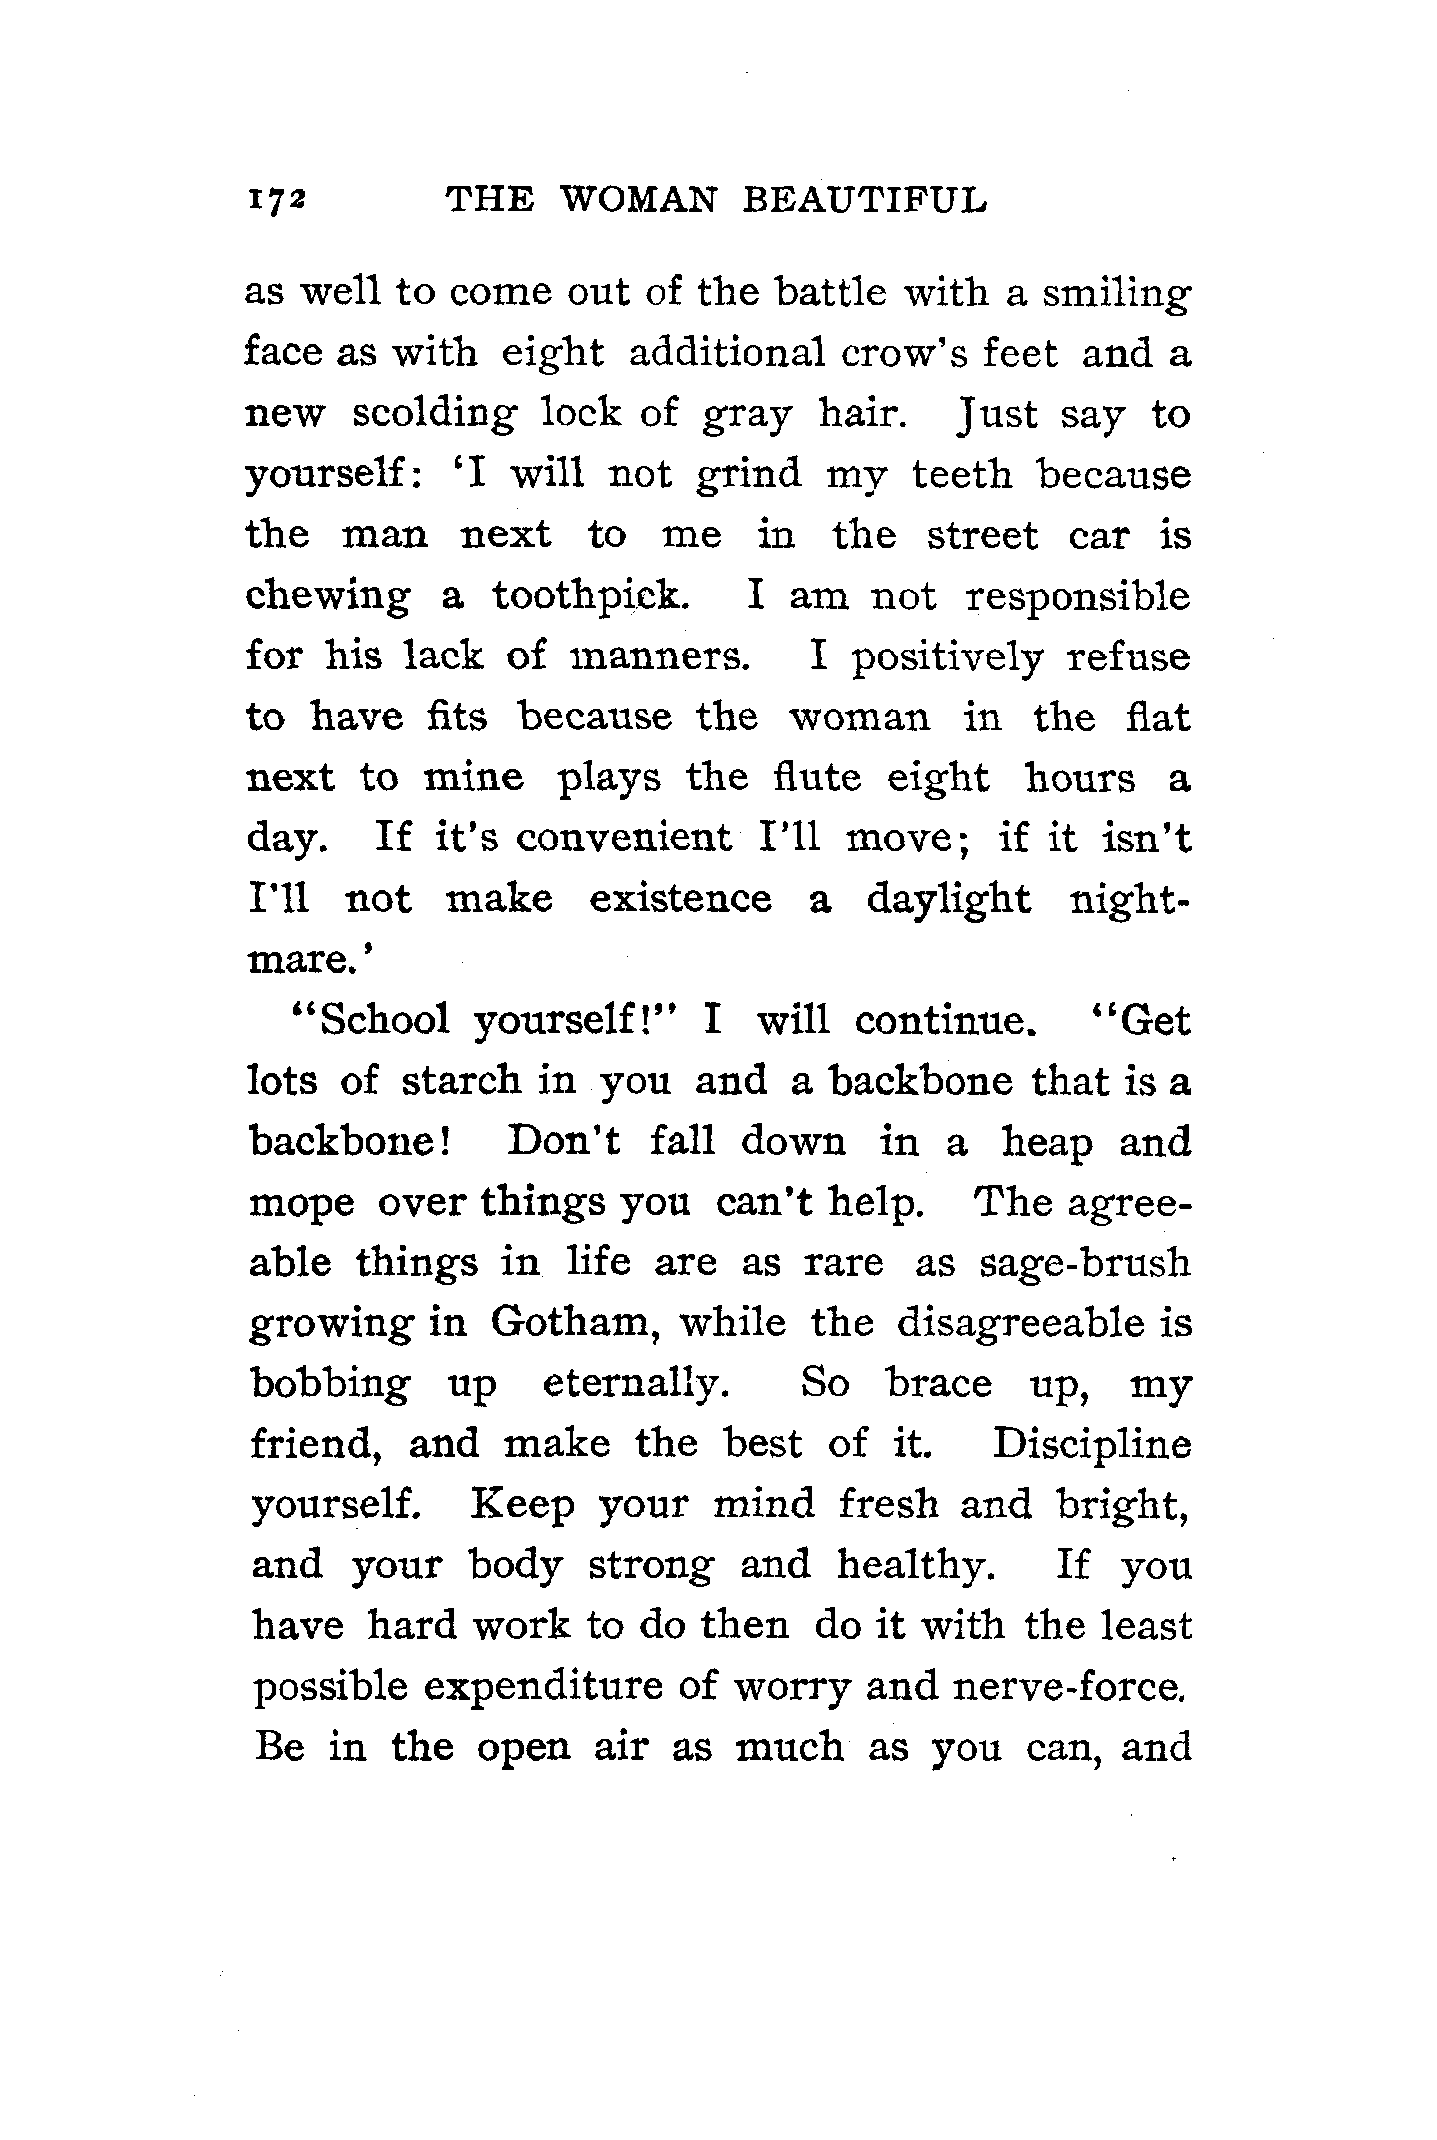 172 THE WOMAN BEAUTIFUL
as well to come out of the battle with a smiling
face as with eight additional crow's feet and a
new scolding lock of gray hair. Just say to
yourself: 'I will not grind my teeth because
the man next to me in the street car is
chewing a toothpick. I am not responsible
for his lack of manners. I positively refuse
to have fits because the woman in the flat
next to mine plays the flute eight hours a
day. If it's convenient I'll move; if it isn't
I'll not make existence a daylight night-
mare.'
"School yourself!" I will continue. "Get
lots of starch in you and a backbone that is a
backbone! Don't fall down in a heap and
mope over things you can't help. The agree-
able things in life are as rare as sage-brush
growing in Gotham, while the disagreeable is
bobbing up eternally. So brace up, my
friend, and make the best of it. Discipline
yourself. Keep your mind fresh and bright,
and your body strong and healthy. If you
have hard work to do then do it with the least
possible expenditure of worry and nerve-force.
Be in the open air as much as you can, and